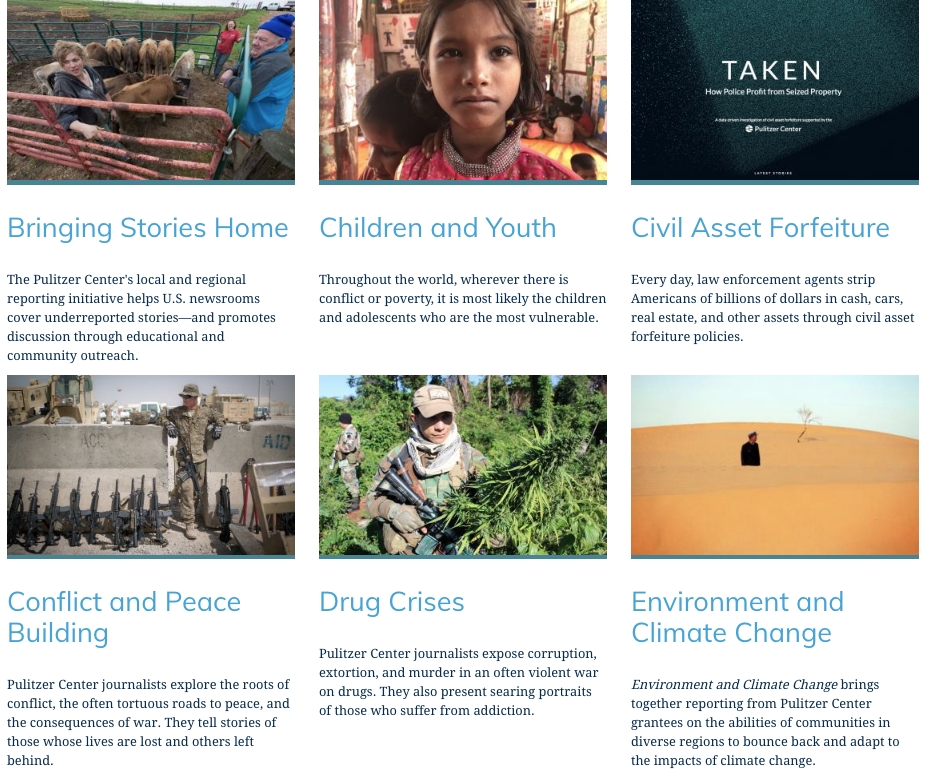 TAKEN
How Police Profit from Seized Property
A data-driven investigation of civil asset forfeiture supported by the
Pulitzer Center
LATEST STORIES
Bringing Stories Home
Children and Youth
Civil Asset Forfeiture
The Pulitzer Center's local and regional
reporting initiative helps U.S. newsrooms
cover underreported stories—and promotes
discussion through educational and
community outreach.
Throughout the world, wherever there is
conflict or poverty, it is most likely the children
and adolescents who are the most vulnerable.
Every day, law enforcement agents strip
Americans of billions of dollars in cash, cars,
real estate, and other assets through civil asset
forfeiture policies.
ACC
AID
Conflict and Peace
Building
Drug Crises
Environment and
Climate Change
Pulitzer Center journalists explore the roots of
conflict, the often tortuous roads to peace, and
the consequences of war. They tell stories of
those whose lives are lost and others left
behind.
Pulitzer Center journalists expose corruption,
extortion, and murder in an often violent war
on drugs. They also present searing portraits
of those who suffer from addiction.
Environment and Climate Change brings
together reporting from Pulitzer Center
grantees on the abilities of communities in
diverse regions to bounce back and adapt to
the impacts of climate change.